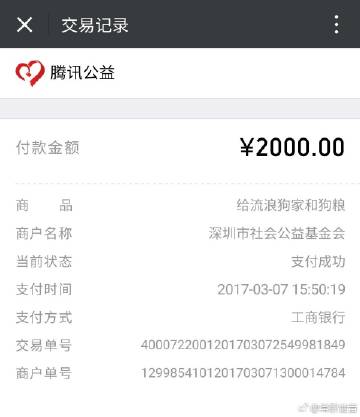 交易记录
腾讯公益
付款金额 ¥2000.00
商品 给流浪狗家和狗粮
商户名称 深圳市社会公益基金会
当前状态 支付成功
支付时间 2017-03-07 15:50:19
支付方式 工商银行
交易单号 4000722001201703072549981849
商户单号 1299854101201703071300014784